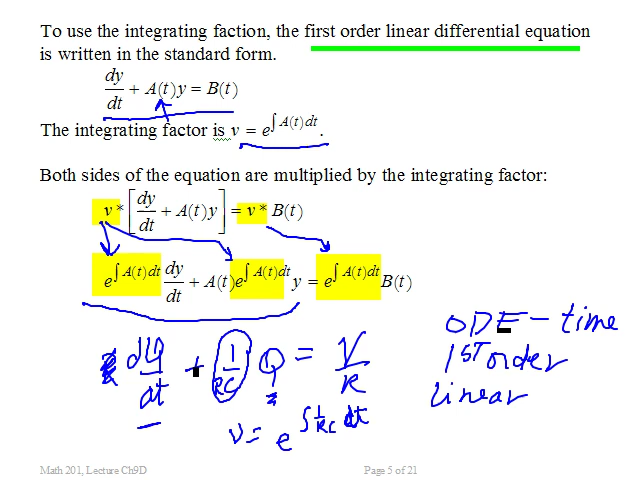 To use the integrating faction, the first order linear differential equation
is written in the standard form.
dy/dt + A(t)y = B(t)
The integrating factor is v = e^∫A(t)dt.
Both sides of the equation are multiplied by the integrating factor:
v * [dy/dt + A(t)y] = v * B(t)
e^∫A(t)dt dy/dt + A(t)e^∫A(t)dt y = e^∫A(t)dt B(t)
ODE - time
1ST order
linear
dQ/dt + (1/RC) Q = V/R
v = e^∫1/RC dt
Math 201, Lecture Ch9D
Page 5 of 21